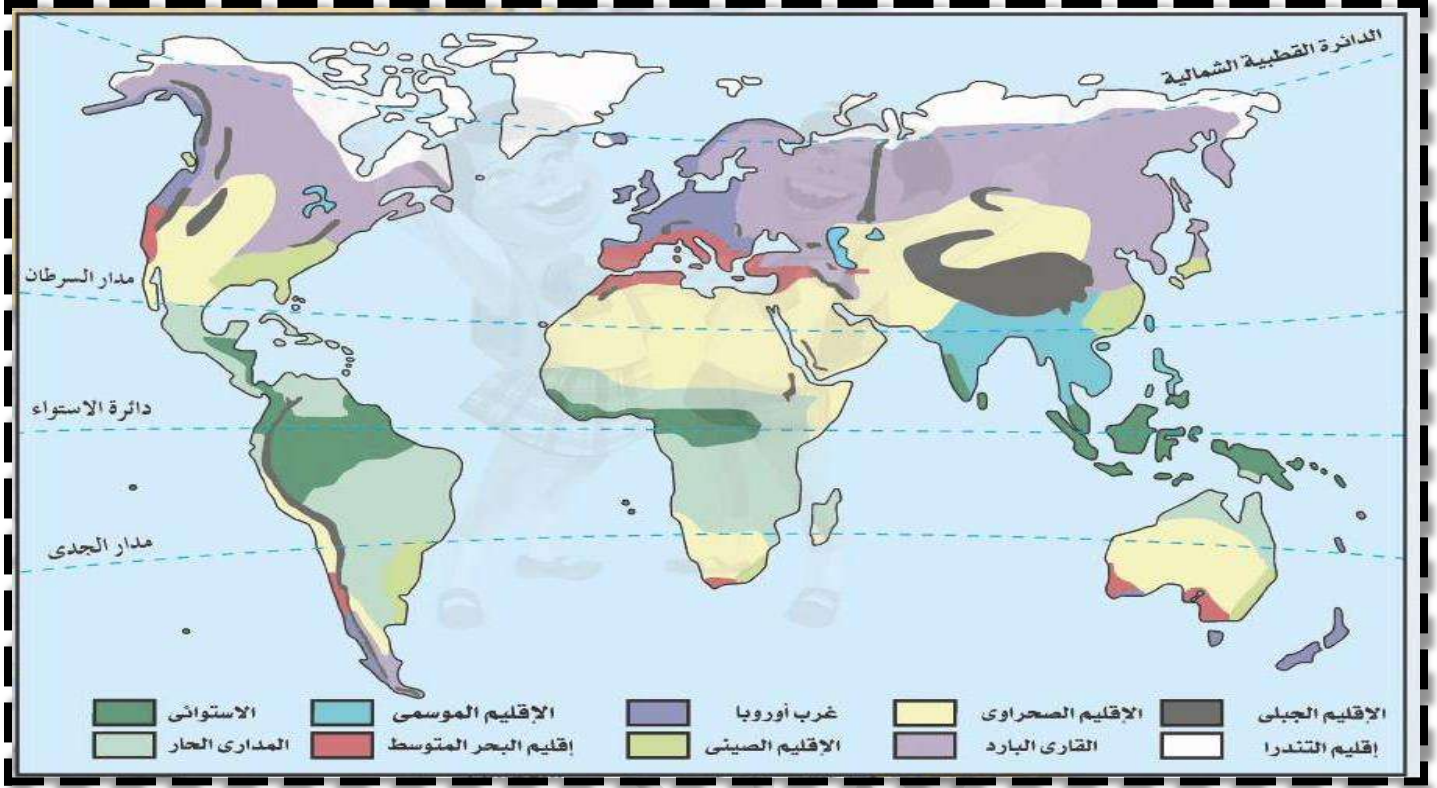 الدائرة القطبية الشمالية
مدار السرطان
دائرة الاستواء
مدار الجدى
الإقليم الجبلى
الإقليم الصحراوى
غرب أوروبا
الإقليم الموسمى
الاستوائى
إقليم التندرا
القارى البارد
الإقليم الصينى
إقليم البحر المتوسط
المدارى الحار